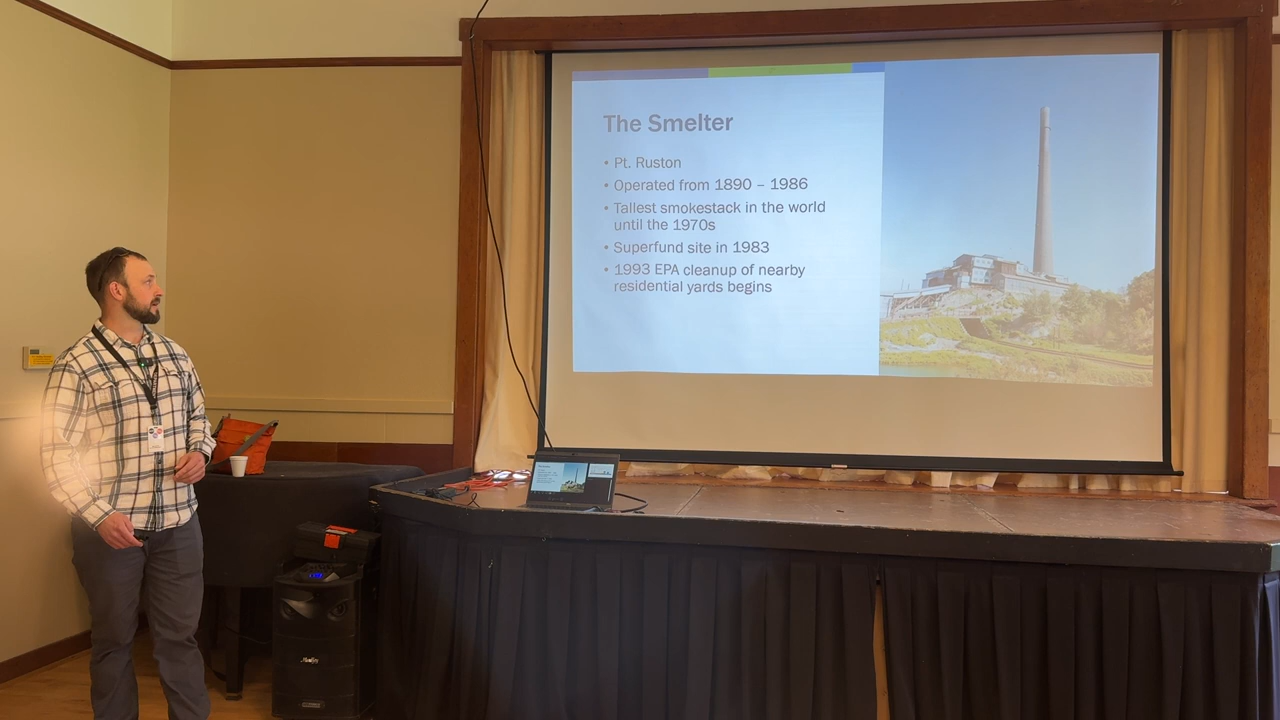 The Smelter
• Pt. Ruston
• Operated from 1890 – 1986
• Tallest smokestack in the world
until the 1970s
• Superfund site in 1983
• 1993 EPA cleanup of nearby
residential yards begins